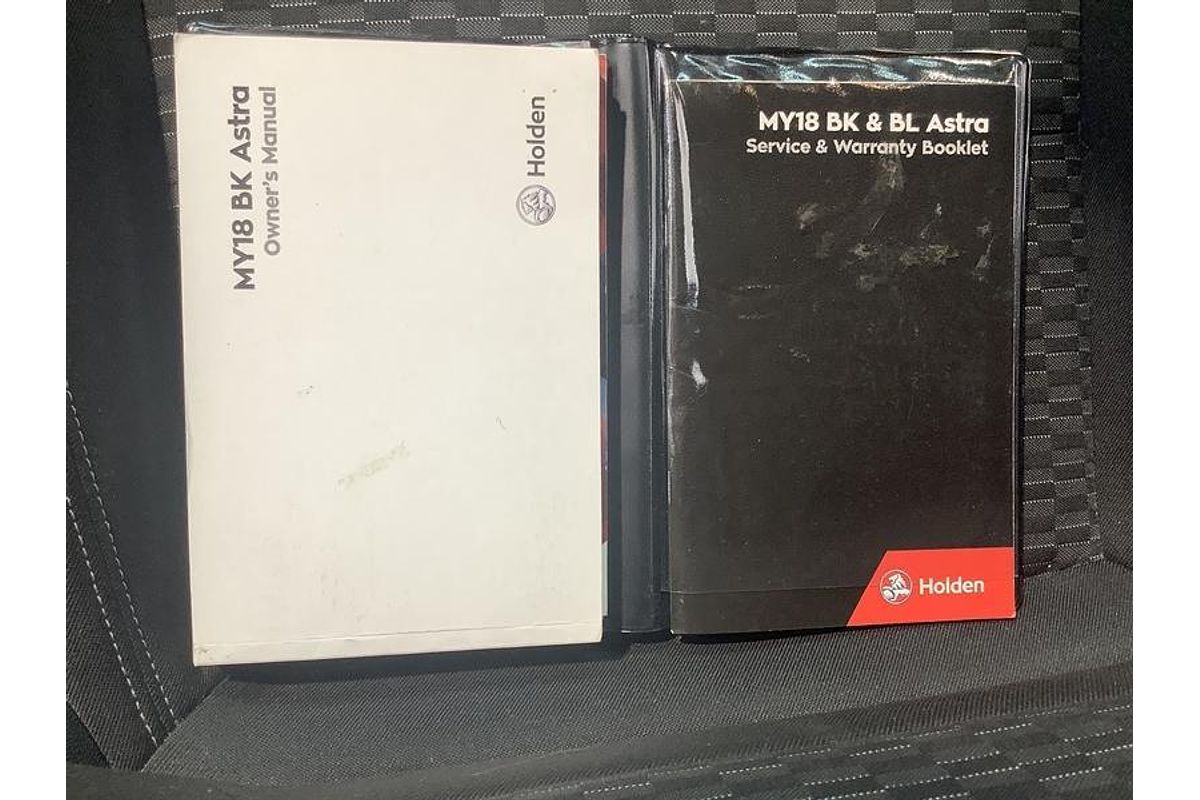 MY18 BK Astra
Owner's Manual
Holden
MY18 BK & BL Astra
Service & Warranty Booklet
Holden